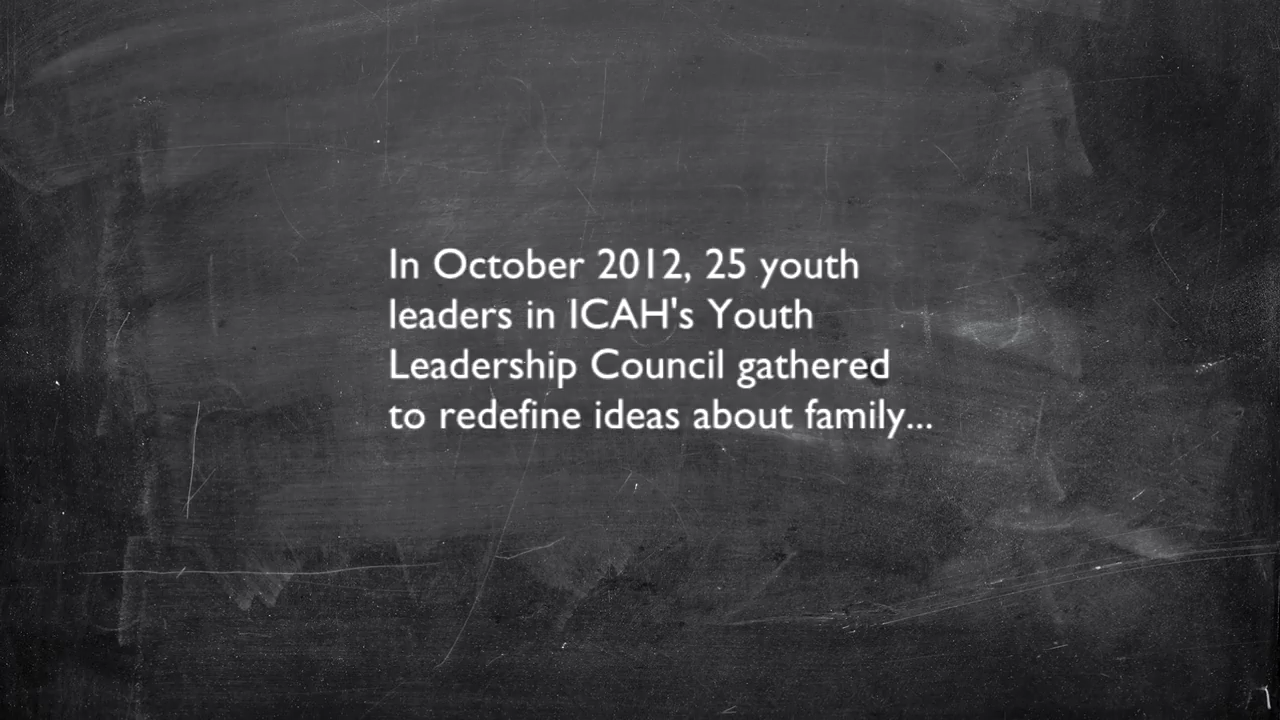 In October 2012, 25 youth
leaders in ICAH's Youth
Leadership Council gathered
to redefine ideas about family...